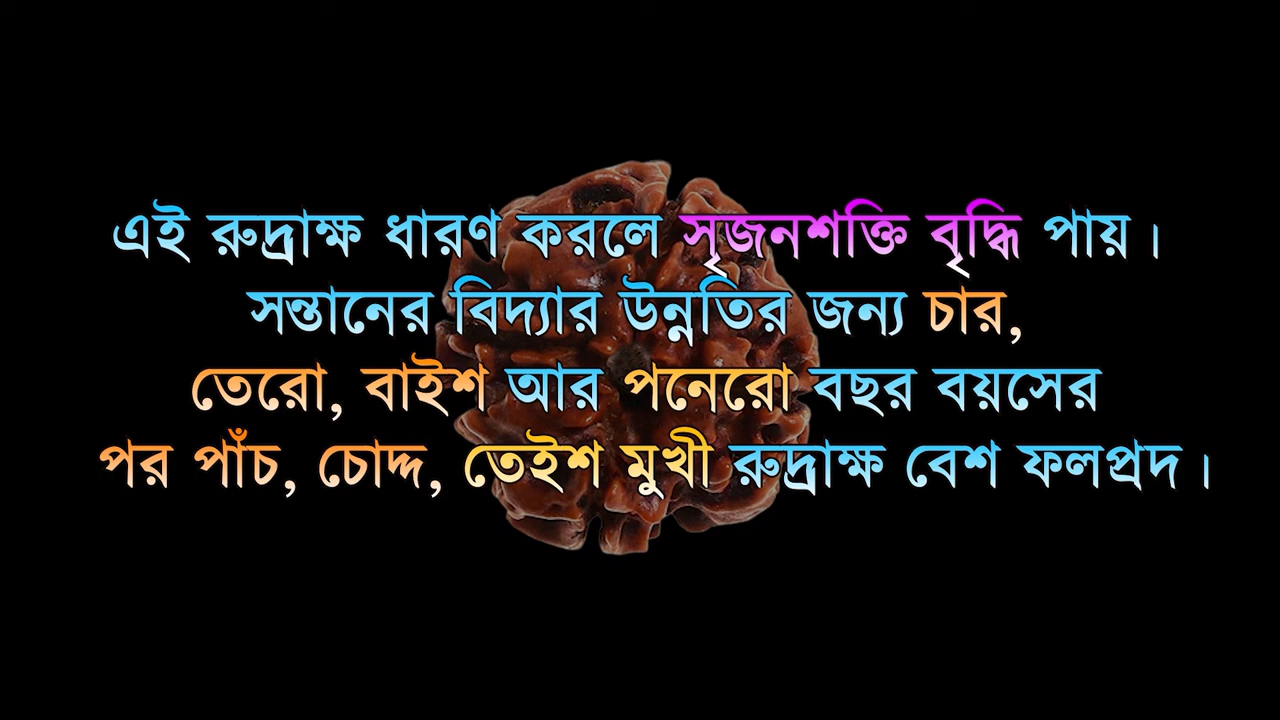 এই রুদ্রাক্ষ ধারণ করলে সৃজনশক্তি বৃদ্ধি পায়।
সন্তানের বিদ্যার উন্নতির জন্য চার,
তেরো, বাইশ আর পনেরো বছর বয়সের
পর পাঁচ, চোদ্দ, তেইশ মুখী রুদ্রাক্ষ বেশ ফলপ্রদ।